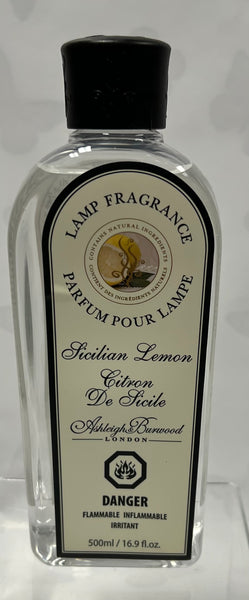 LAMP FRAGRANCE
CONTAINS NATURAL INGREDIENTS
CONTIENT DES INGRÉDIENTS NATURELS
PARFUM POUR LAMPE
Sicilian Lemon
Citron
De Sicile
Ashleigh & Burwood
LONDON
DANGER
FLAMMABLE INFLAMMABLE
IRRITANT
500ml / 16.9 fl.oz.